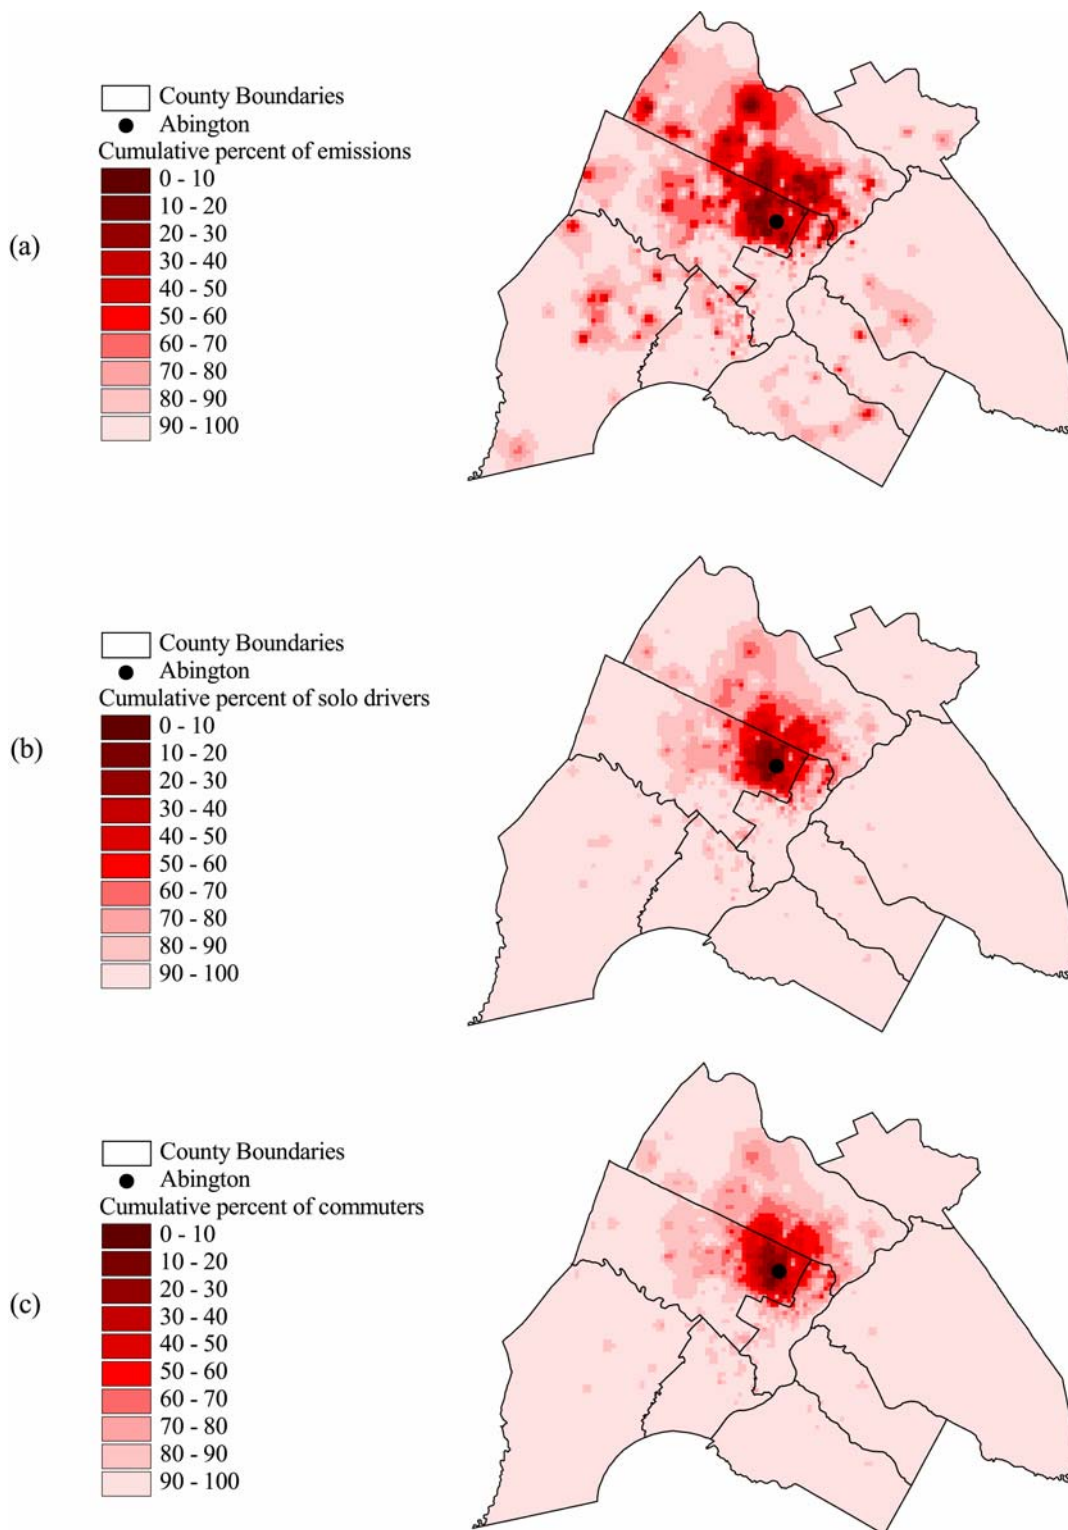 (a)
County Boundaries
Abington
Cumulative percent of emissions
0 - 10
10 - 20
20 - 30
30 - 40
40 - 50
50 - 60
60 - 70
70 - 80
80 - 90
90 - 100
(b)
County Boundaries
Abington
Cumulative percent of solo drivers
0 - 10
10 - 20
20 - 30
30 - 40
40 - 50
50 - 60
60 - 70
70 - 80
80 - 90
90 - 100
(c)
County Boundaries
Abington
Cumulative percent of commuters
0 - 10
10 - 20
20 - 30
30 - 40
40 - 50
50 - 60
60 - 70
70 - 80
80 - 90
90 - 100